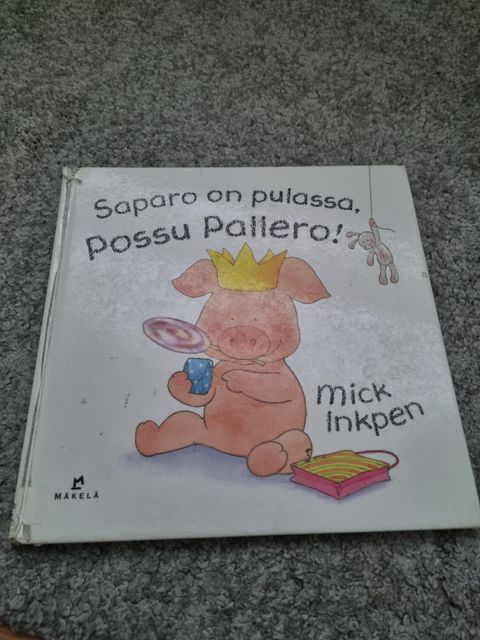 Saparo on pulassa,
Possu Pallero!
Mick
Inkpen
MÄKELÄ